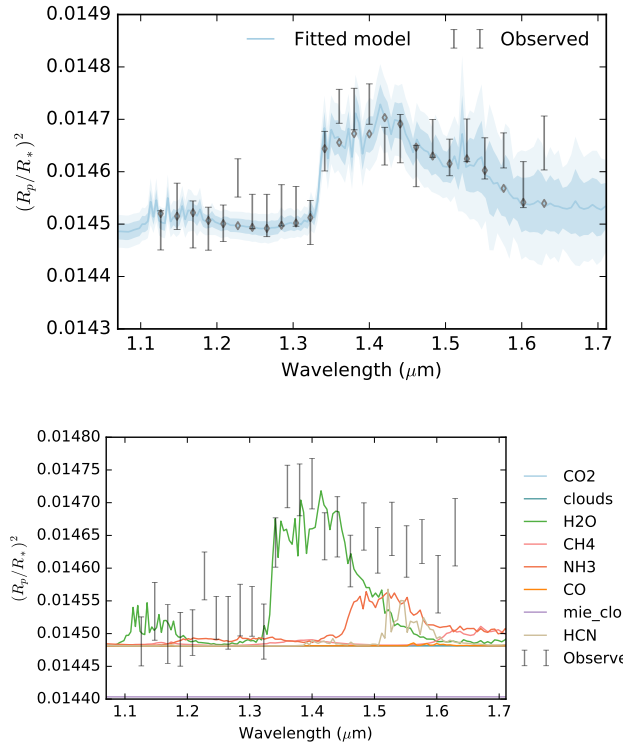 0.0149
0.0148
0.0147
0.0146
0.0145
0.0144
0.0143
(Rp/R*)²
Fitted model
Observed
1.1 1.2 1.3 1.4 1.5 1.6 1.7
Wavelength (μm)
0.01480
0.01475
0.01470
0.01465
0.01460
0.01455
0.01450
0.01445
0.01440
(Rp/R*)²
1.1 1.2 1.3 1.4 1.5 1.6 1.7
Wavelength (μm)
CO2
clouds
H2O
CH4
NH3
CO
mie_clo
HCN
Observe